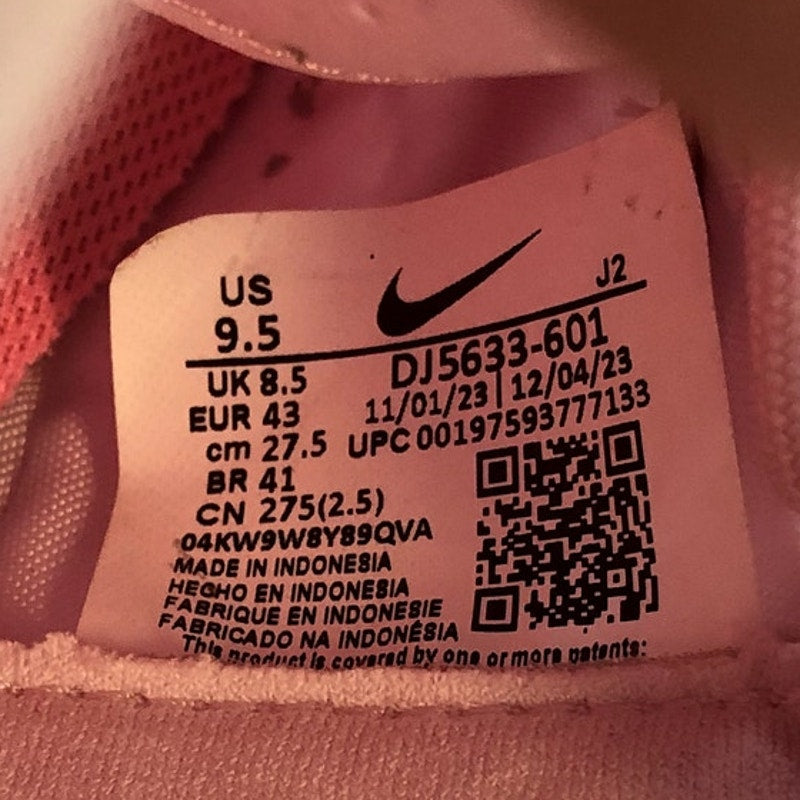 US
9.5
J2
UK 8.5
EUR 43
cm 27.5
BR 41
CN 275(2.5)
DJ5633-601
11/01/23 | 12/04/23
UPC 00197593777133
04KW9W8Y89QVA
MADE IN INDONESIA
HECHO EN INDONESIA
FABRIQUE EN INDONESIE
FABRICADO NA INDONÉSIA
This product is covered by one or more patents: